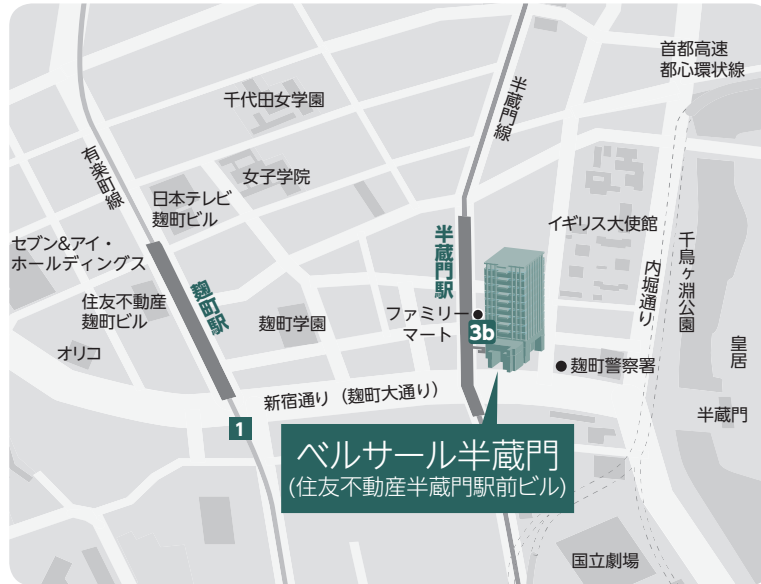 首都高速
都心環状線
千代田女学園
半蔵門線
有楽町線
女子学院
日本テレビ
麹町ビル
イギリス大使館
セブン&アイ・
ホールディングス
半蔵門駅
千鳥ヶ淵公園
内堀通り
住友不動産
麹町ビル
麹町駅
麹町学園
ファミリー
マート
3b
オリコ
麹町警察署
皇居
新宿通り（麹町大通り）
半蔵門
1
ベルサール半蔵門
(住友不動産半蔵門駅前ビル)
国立劇場